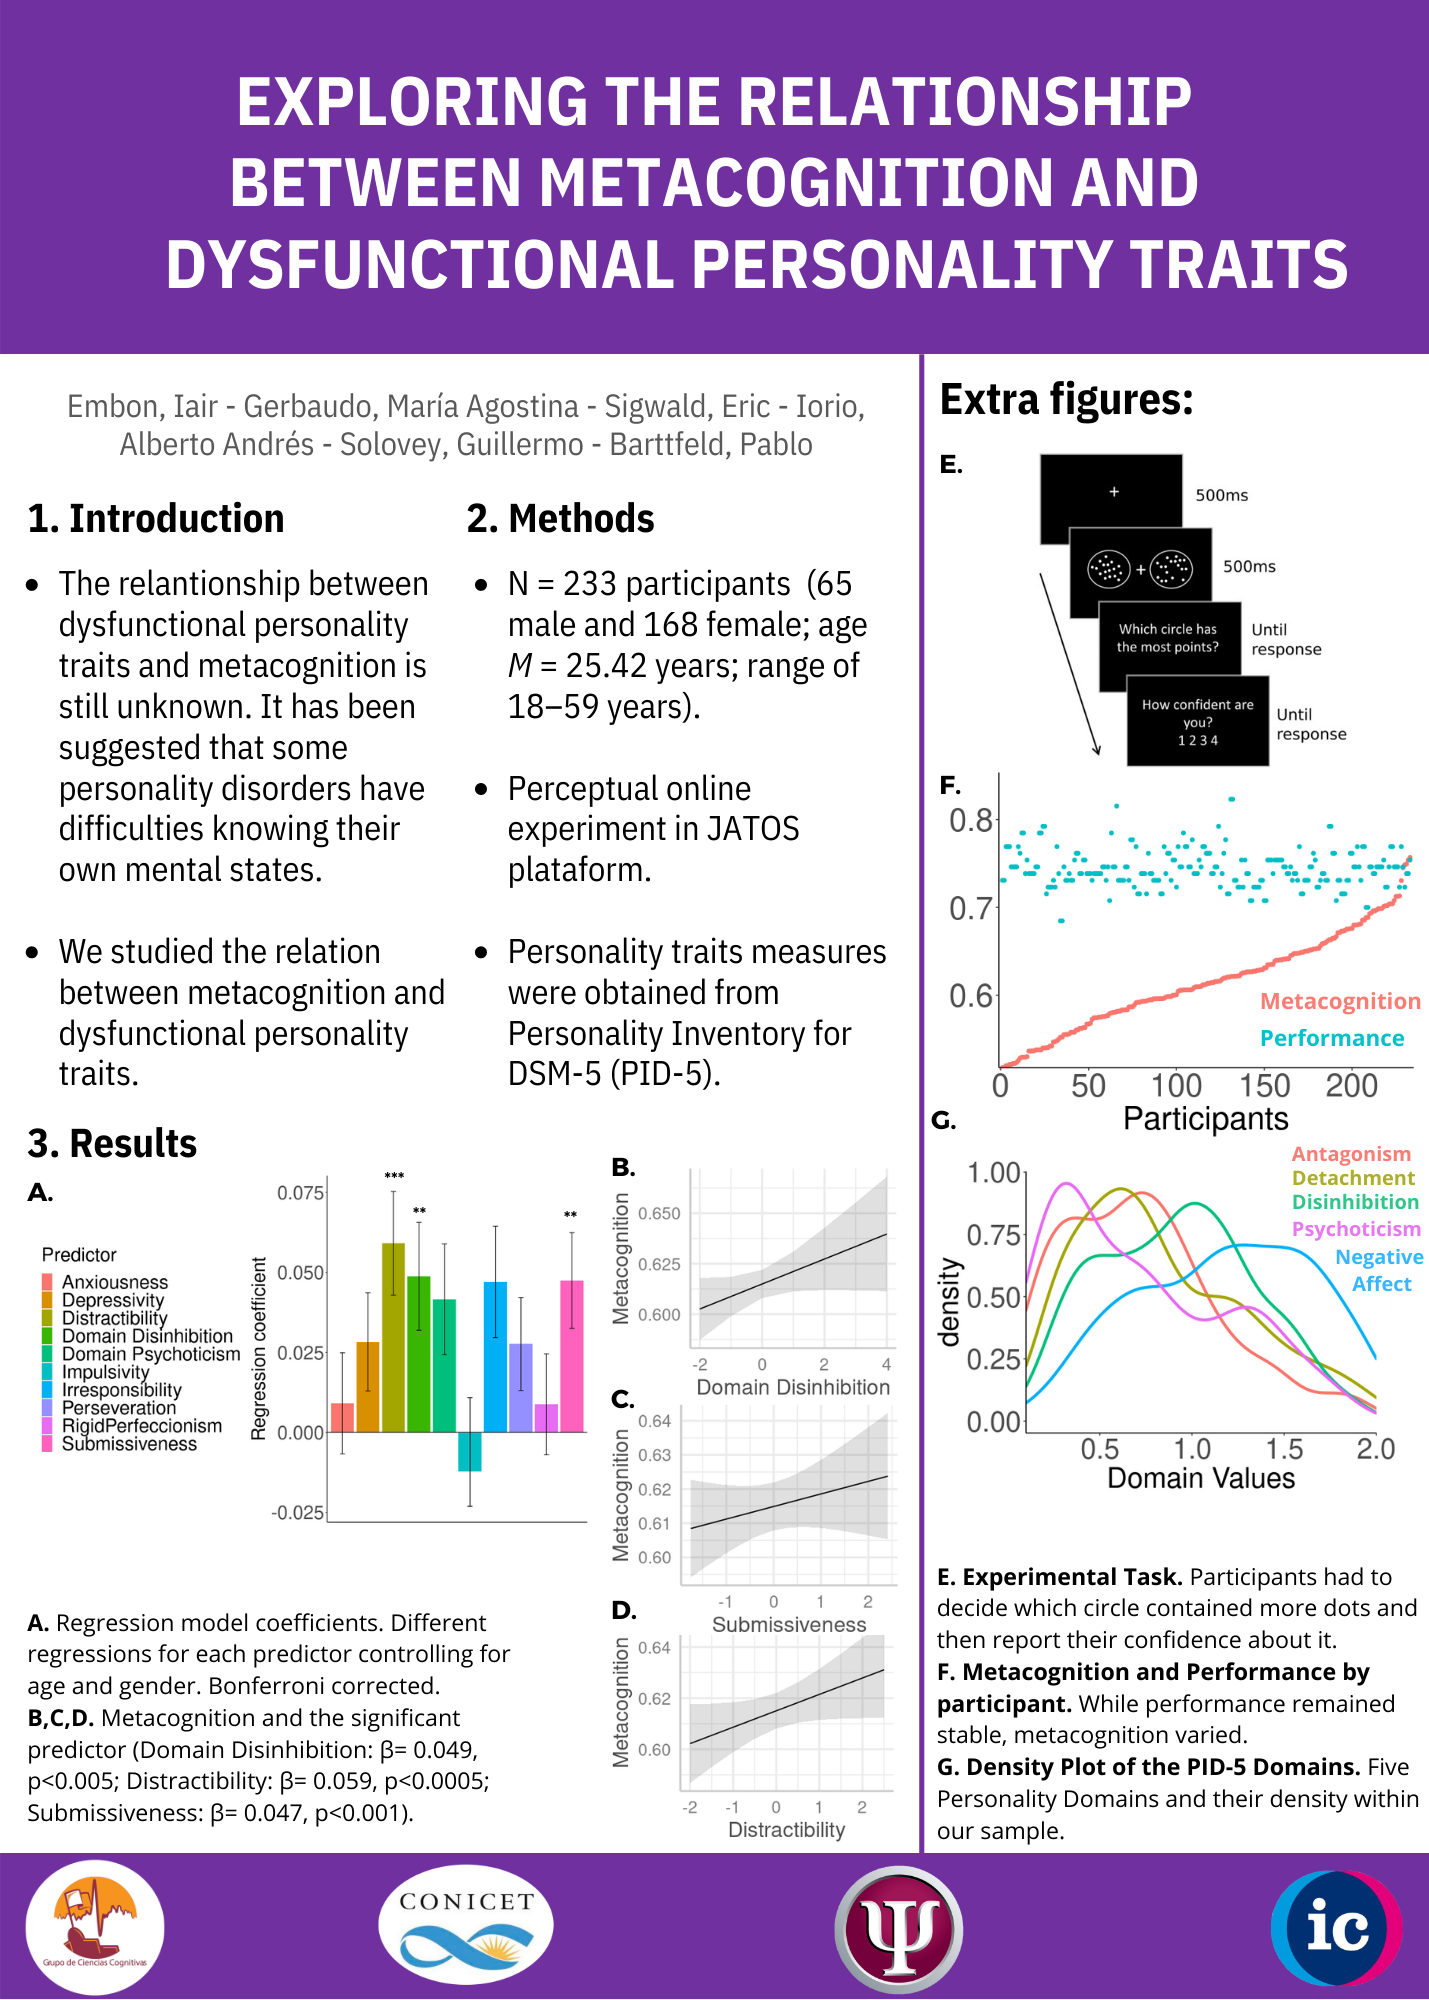 EXPLORING THE RELATIONSHIP
BETWEEN METACOGNITION AND
DYSFUNCTIONAL PERSONALITY TRAITS
Embon, Iair - Gerbaudo, María Agostina - Sigwald, Eric - Iorio,
Alberto Andrés - Solovey, Guillermo - Barttfeld, Pablo
1. Introduction
• The relantionship between
dysfunctional personality
traits and metacognition is
still unknown. It has been
suggested that some
personality disorders have
difficulties knowing their
own mental states.
• We studied the relation
between metacognition and
dysfunctional personality
traits.
2. Methods
• N = 233 participants (65
male and 168 female; age
M = 25.42 years; range of
18–59 years).
• Perceptual online
experiment in JATOS
plataform.
• Personality traits measures
were obtained from
Personality Inventory for
DSM-5 (PID-5).
3. Results
A.
Predictor
Anxiousness
Depressivity
Distractibility
Domain Disinhibition
Domain Psychoticism
Impulsivity
Irresponsibility
Perseveration
RigidPerfeccionism
Submissiveness
Regression coefficient
0.075
0.050
0.025
0.000
-0.025
***
**
**
B.
Metacognition
0.650
0.625
0.600
-2 0 2 4
Domain Disinhibition
C.
Metacognition
0.64
0.63
0.62
0.61
0.60
-1 0 1 2
Submissiveness
D.
Metacognition
0.64
0.62
0.60
-2 -1 0 1 2
Distractibility
A. Regression model coefficients. Different
regressions for each predictor controlling for
age and gender. Bonferroni corrected.
B,C,D. Metacognition and the significant
predictor (Domain Disinhibition: β= 0.049,
p<0.005; Distractibility: β= 0.059, p<0.0005;
Submissiveness: β= 0.047, p<0.001).
Extra figures:
E.
+
500ms
+
500ms
Which circle has
the most points?
Until
response
How confident are
you?
1 2 3 4
Until
response
F.
0.8
0.7
0.6
Metacognition
Performance
0 50 100 150 200
Participants
G.
Antagonism
Detachment
Disinhibition
Psychoticism
Negative
Affect
density
1.00
0.75
0.50
0.25
0.00
0.5 1.0 1.5 2.0
Domain Values
E. Experimental Task. Participants had to
decide which circle contained more dots and
then report their confidence about it.
F. Metacognition and Performance by
participant. While performance remained
stable, metacognition varied.
G. Density Plot of the PID-5 Domains. Five
Personality Domains and their density within
our sample.
Grupo de Ciencias Cognitivas
CONICET
Ψ
ic